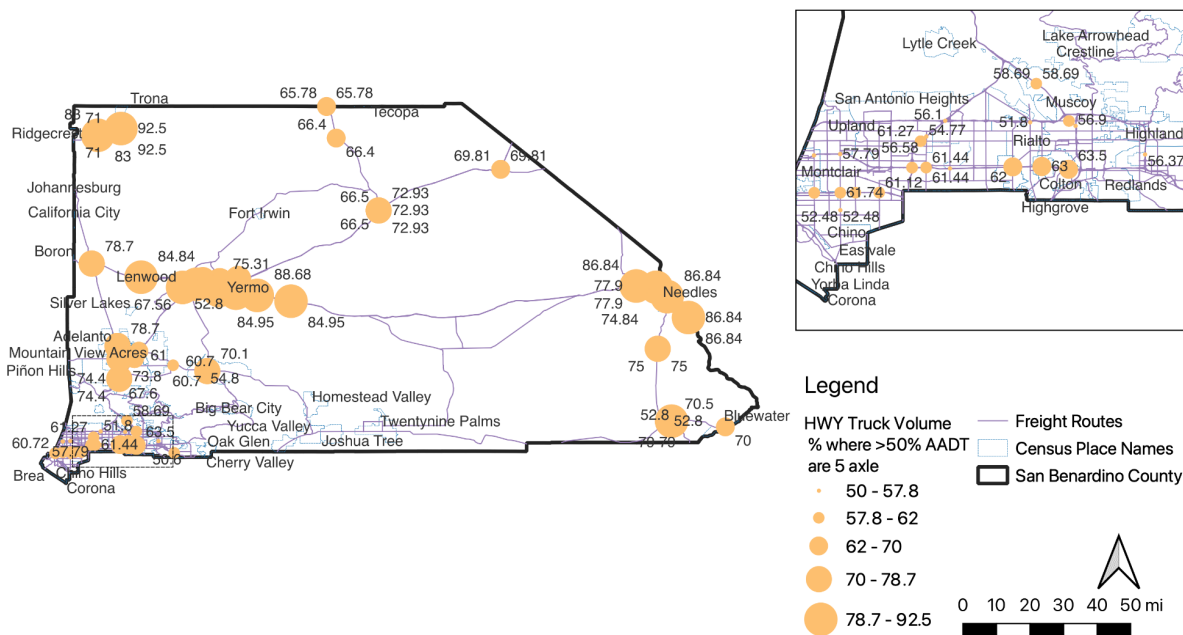 Trona
65.78 65.78
Tecopa
83
71
Ridgecrest
92.5
92.5
71
83
66.4
66.4
69.81 69.81
Johannesburg
California City
Fort Irwin
66.5
66.5
72.93
72.93
72.93
Boron
78.7
84.84
75.31
88.68
Lenwood
Yermo
Silver Lakes
67.56
52.8
84.95
84.95
86.84
86.84
77.9
77.9
74.84
Needles
86.84
86.84
Adelanto
78.7
Mountain View Acres
61
60.7
70.1
Piñon Hills
74.4
74.4
73.8
60.7
54.8
67.6
75
75
58.69
Big Bear City
Homestead Valley
61.27
51.8
63.5
Yucca Valley
Twentynine Palms
52.8
52.8
70.5
Bluewater
60.72
57.79
61.44
Oak Glen
Joshua Tree
70
Cherry Valley
Brea
Chino Hills
Corona
Lytle Creek
Lake Arrowhead
Crestline
58.69 58.69
San Antonio Heights
Muscoy
56.1
51.8
56.9
Upland
61.27
54.77
Rialto
Highland
57.79
56.58
61.44
63.5
56.37
Montclair
61.12
61.44
62
63
61.74
Colton
Redlands
52.48 52.48
Highgrove
Chino
Eastvale
Chino Hills
Yorba Linda
Corona
Legend
HWY Truck Volume
% where >50% AADT
are 5 axle
50 - 57.8
57.8 - 62
62 - 70
70 - 78.7
78.7 - 92.5
Freight Routes
Census Place Names
San Benardino County
0 10 20 30 40 50 mi